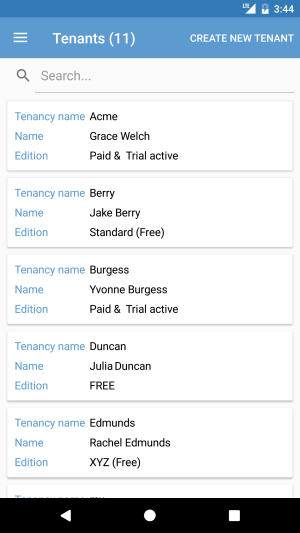 LTE 3:44
Tenants (11) CREATE NEW TENANT
Search...
Tenancy name Acme
Name Grace Welch
Edition Paid & Trial active
Tenancy name Berry
Name Jake Berry
Edition Standard (Free)
Tenancy name Burgess
Name Yvonne Burgess
Edition Paid & Trial active
Tenancy name Duncan
Name Julia Duncan
Edition FREE
Tenancy name Edmunds
Name Rachel Edmunds
Edition XYZ (Free)
Tenancy name